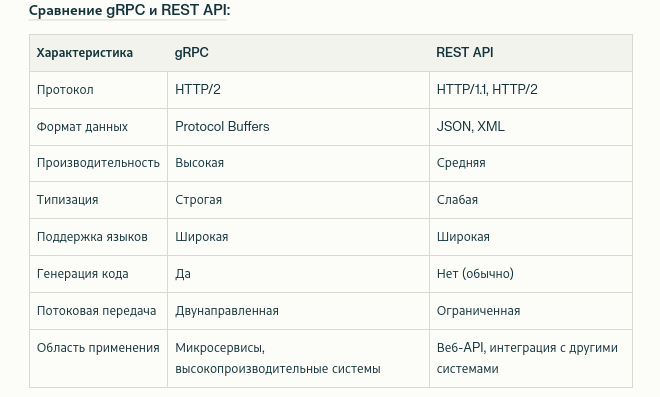 Сравнение gRPC и REST API:
Характеристика gRPC REST API
Протокол HTTP/2 HTTP/1.1, HTTP/2
Формат данных Protocol Buffers JSON, XML
Производительность Высокая Средняя
Типизация Строгая Слабая
Поддержка языков Широкая Широкая
Генерация кода Да Нет (обычно)
Потоковая передача Двунаправленная Ограниченная
Область применения Микросервисы, Веб-API, интеграция с другими
высокопроизводительные системы системами